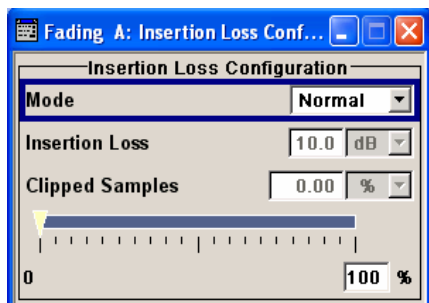 Fading A: Insertion Loss Conf...
Insertion Loss Configuration
Mode Normal
Insertion Loss 10.0 dB
Clipped Samples 0.00 %
0 100 %